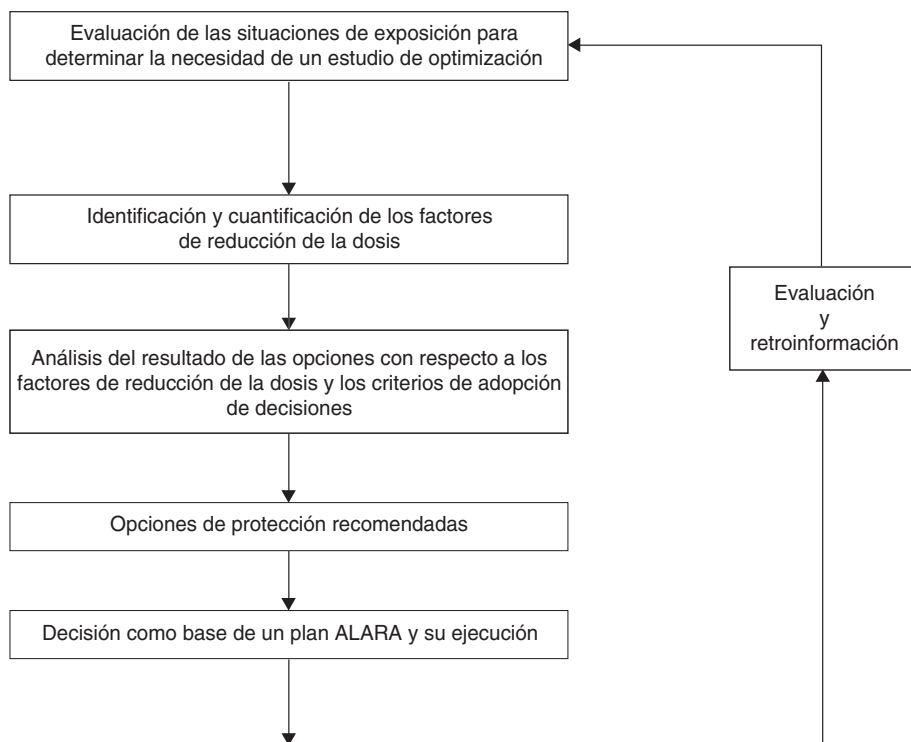 Evaluación de las situaciones de exposición para
determinar la necesidad de un estudio de optimización
Identificación y cuantificación de los factores
de reducción de la dosis
Análisis del resultado de las opciones con respecto a los
factores de reducción de la dosis y los criterios de adopción
de decisiones
Opciones de protección recomendadas
Decisión como base de un plan ALARA y su ejecución
Evaluación
y
retroinformación